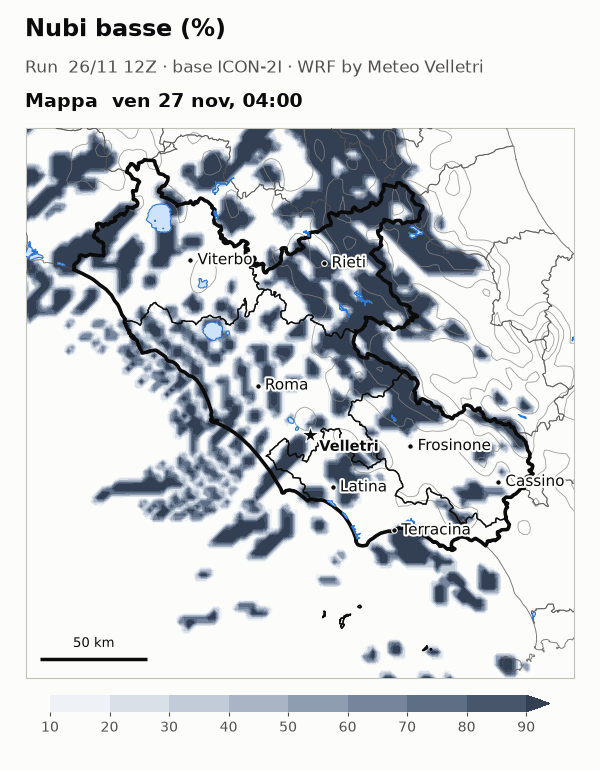 Nubi basse (%)
Run  26/11 12Z · base ICON-2I · WRF by Meteo Velletri
Mappa  ven 27 nov, 04:00
Viterbo
Rieti
Roma
Velletri
Frosinone
Latina
Cassino
Terracina
50 km
10 20 30 40 50 60 70 80 90